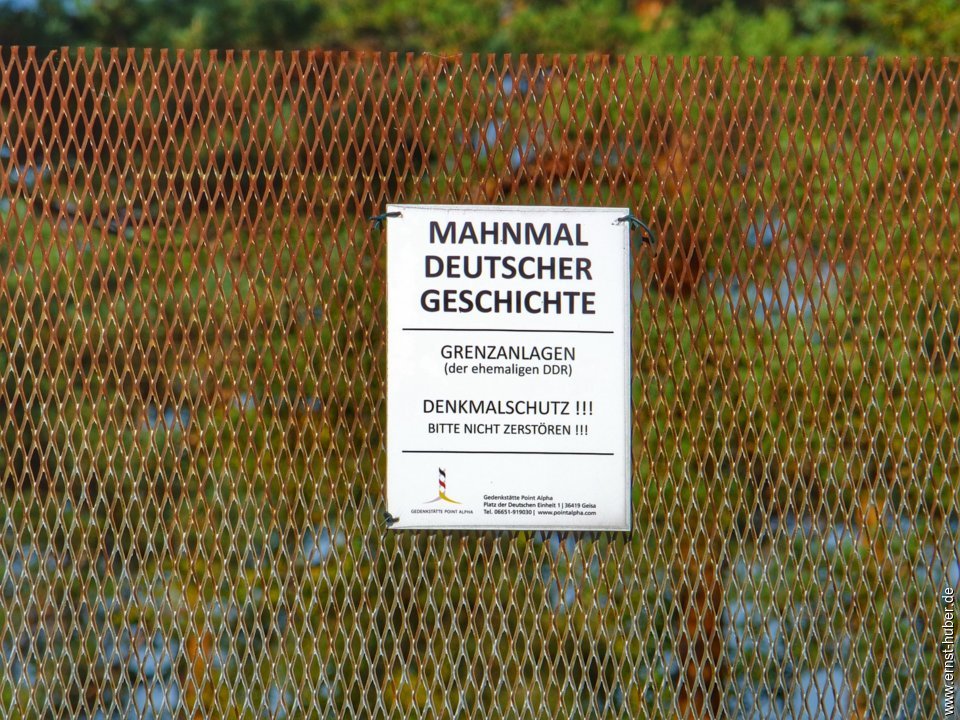 MAHNMAL
DEUTSCHER
GESCHICHTE
GRENZANLAGEN
(der ehemaligen DDR)
DENKMALSCHUTZ !!!
BITTE NICHT ZERSTÖREN !!!
GEDENKSTÄTTE POINT ALPHA
Gedenkstätte Point Alpha
Platz der Deutschen Einheit 1 | 36419 Geisa
Tel. 06651-919030 | www.pointalpha.com
www.ernst-huber.de